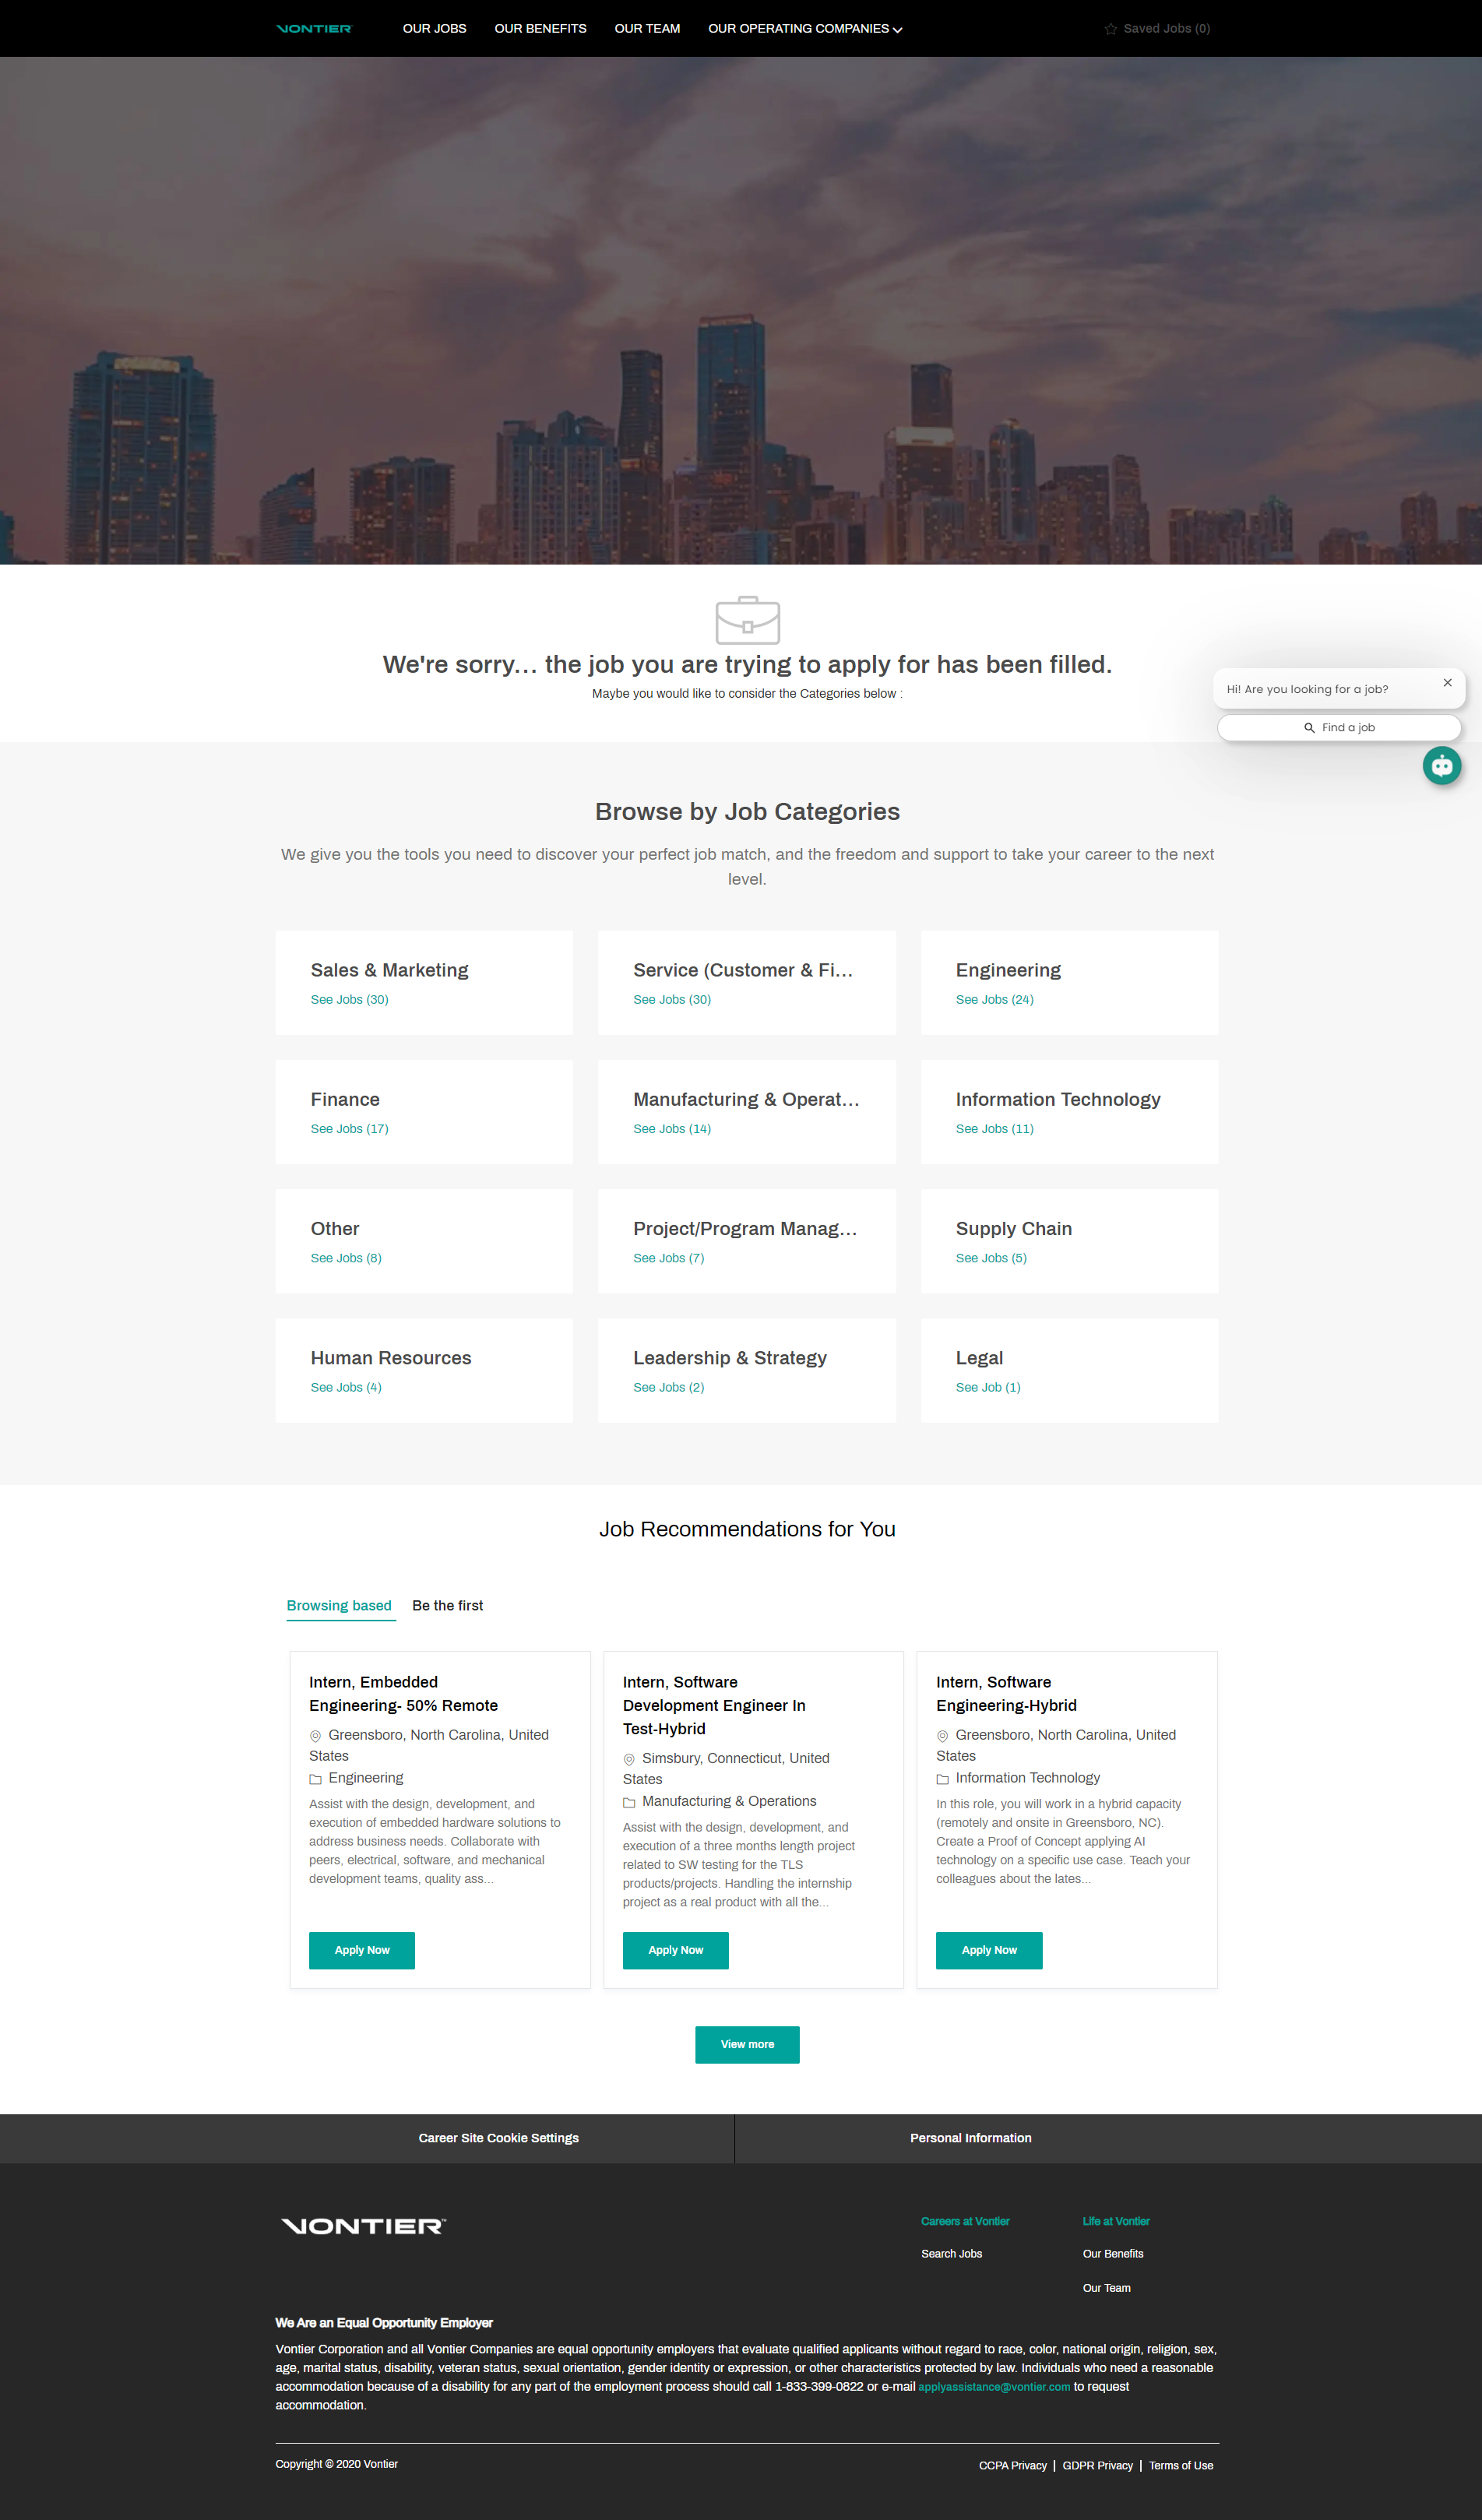 VONTIER
OUR JOBS
OUR BENEFITS
OUR TEAM
OUR OPERATING COMPANIES
Saved Jobs (0)
We're sorry... the job you are trying to apply for has been filled.
Maybe you would like to consider the Categories below :
Hi! Are you looking for a job?
Find a job
Browse by Job Categories
We give you the tools you need to discover your perfect job match, and the freedom and support to take your career to the next
level.
Sales & Marketing
See Jobs (30)
Service (Customer & Fi...
See Jobs (30)
Engineering
See Jobs (24)
Finance
See Jobs (17)
Manufacturing & Operat...
See Jobs (14)
Information Technology
See Jobs (11)
Other
See Jobs (8)
Project/Program Manag...
See Jobs (7)
Supply Chain
See Jobs (5)
Human Resources
See Jobs (4)
Leadership & Strategy
See Jobs (2)
Legal
See Job (1)
Job Recommendations for You
Browsing based
Be the first
Intern, Embedded
Engineering- 50% Remote
Greensboro, North Carolina, United
States
Engineering
Assist with the design, development, and
execution of embedded hardware solutions to
address business needs. Collaborate with
peers, electrical, software, and mechanical
development teams, quality ass...
Apply Now
Intern, Software
Development Engineer In
Test-Hybrid
Simsbury, Connecticut, United
States
Manufacturing & Operations
Assist with the design, development, and
execution of a three months length project
related to SW testing for the TLS
products/projects. Handling the internship
project as a real product with all the...
Apply Now
Intern, Software
Engineering-Hybrid
Greensboro, North Carolina, United
States
Information Technology
In this role, you will work in a hybrid capacity
(remotely and onsite in Greensboro, NC).
Create a Proof of Concept applying AI
technology on a specific use case. Teach your
colleagues about the lates...
Apply Now
View more
Career Site Cookie Settings
Personal Information
VONTIER™
Careers at Vontier
Search Jobs
Life at Vontier
Our Benefits
Our Team
We Are an Equal Opportunity Employer
Vontier Corporation and all Vontier Companies are equal opportunity employers that evaluate qualified applicants without regard to race, color, national origin, religion, sex,
age, marital status, disability, veteran status, sexual orientation, gender identity or expression, or other characteristics protected by law. Individuals who need a reasonable
accommodation because of a disability for any part of the employment process should call 1-833-399-0822 or e-mail applyassistance@vontier.com to request
accommodation.
Copyright © 2020 Vontier
CCPA Privacy | GDPR Privacy | Terms of Use